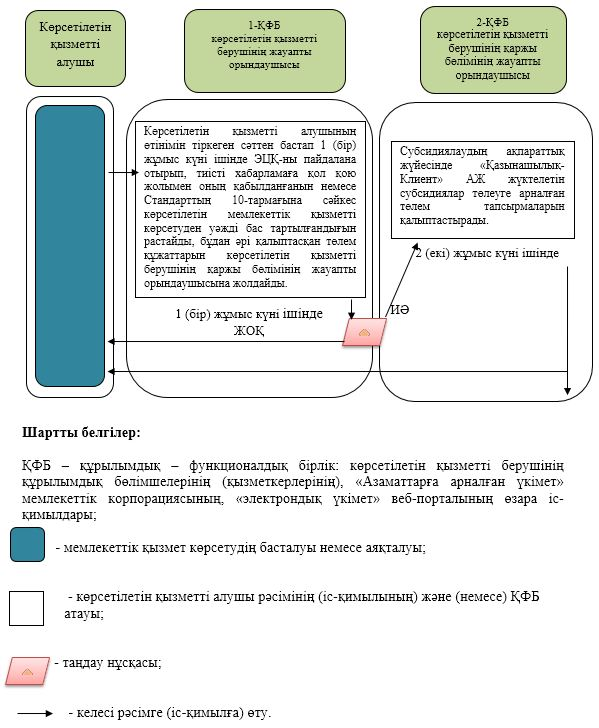 Көрсетілетін
қызметті
алушы
1-ҚФБ
көрсетілетін қызметті
берушінің жауапты
орындаушысы
2-ҚФБ
көрсетілетін қызметті
берушінің қаржы
бөлімінің жауапты
орындаушысы
Көрсетілетін қызметті алушының
өтінімін тіркеген сәттен бастап 1 (бір)
жұмыс күні ішінде ЭЦҚ-ны пайдалана
отырып, тиісті хабарламаға қол қою
жолымен оның қабылданғанын немесе
Стандарттың 10-тармағына сәйкес
көрсетілетін мемлекеттік қызметті
көрсетуден уәжді бас тартылғандығын
растайды, бұдан әрі қалыптасқан төлем
құжаттарын көрсетілетін қызметті
берушінің қаржы бөлімінің жауапты
орындаушысына жолдайды.
1 (бір) жұмыс күні ішінде
ЖОҚ
Субсидиялаудың ақпараттық
жүйесінде «Қазынашылық-
Клиент» АЖ жүктелетін
субсидиялар төлеуге арналған
төлем тапсырмаларын
қалыптастырады.
2 (екі) жұмыс күні ішінде
ИӘ
Шартты белгілер:
ҚФБ – құрылымдық – функционалдық бірлік: көрсетілетін қызметті берушінің
құрылымдық бөлімшелерінің (қызметкерлерінің), «Азаматтарға арналған үкімет»
мемлекеттік корпорациясының, «электрондық үкімет» веб-порталының өзара іс-
қимылдары;
- мемлекеттік қызмет көрсетудің басталуы немесе аяқталуы;
- көрсетілетін қызметті алушы рәсімінің (іс-қимылының) және (немесе) ҚФБ
атауы;
- таңдау нұсқасы;
- келесі рәсімге (іс-қимылға) өту.